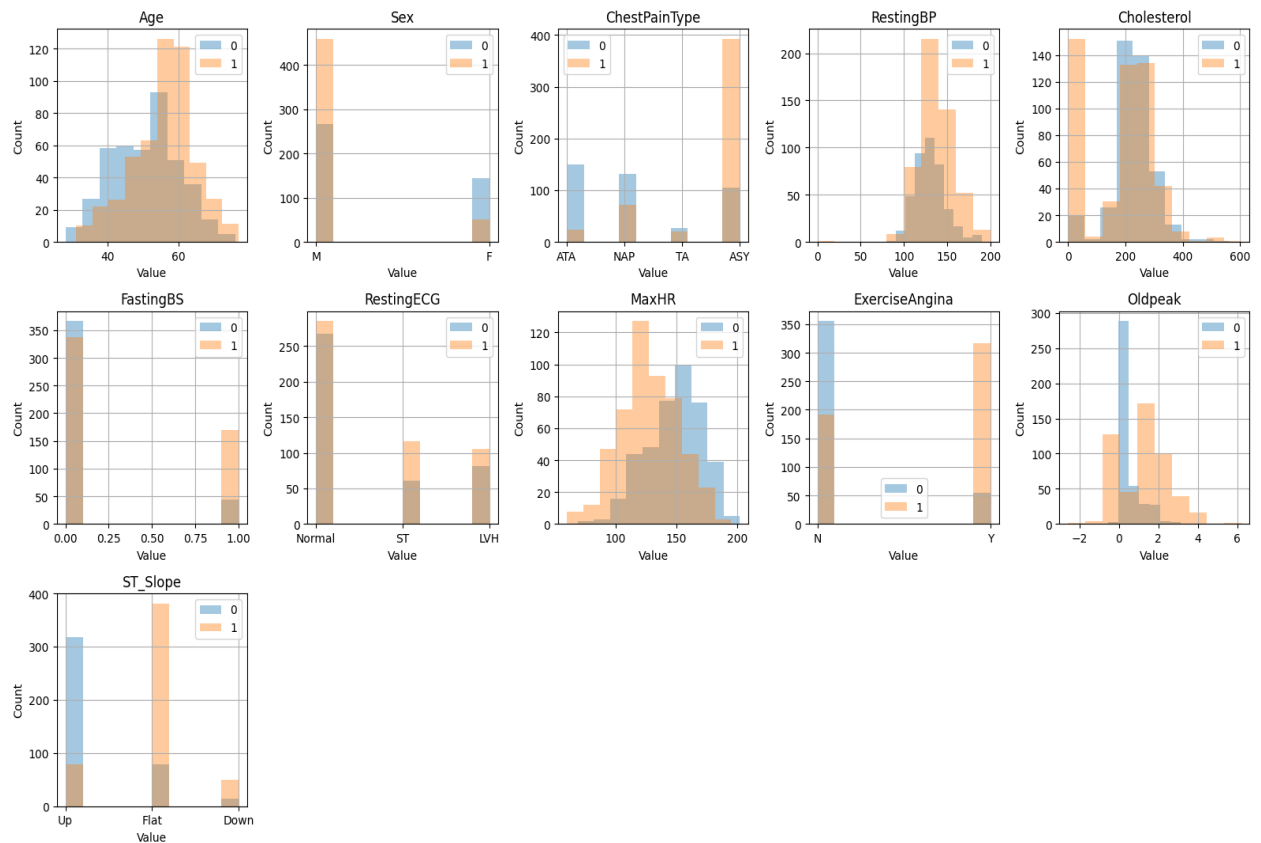 Age
Count
120
100
80
60
40
20
0
40
60
Value
0
1
Sex
Count
400
300
200
100
0
M
F
Value
0
1
ChestPainType
Count
400
300
200
100
0
ATA
NAP
TA
ASY
Value
0
1
RestingBP
Count
200
150
100
50
0
0
50
100
150
200
Value
0
1
Cholesterol
Count
140
120
100
80
60
40
20
0
0
200
400
600
Value
0
1
FastingBS
Count
350
300
250
200
150
100
50
0
0.00
0.25
0.50
0.75
1.00
Value
0
1
RestingECG
Count
250
200
150
100
50
0
Normal
ST
LVH
Value
0
1
MaxHR
Count
120
100
80
60
40
20
0
100
150
200
Value
0
1
ExerciseAngina
Count
350
300
250
200
150
100
50
0
N
Y
Value
0
1
Oldpeak
Count
300
250
200
150
100
50
0
−2
0
2
4
6
Value
0
1
ST_Slope
Count
400
300
200
100
0
Up
Flat
Down
Value
0
1